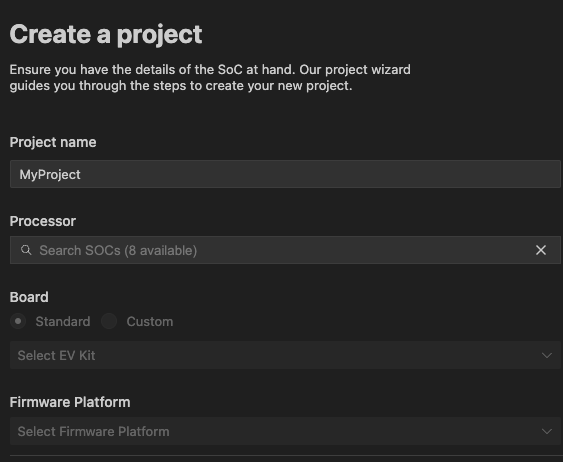 Create a project
Ensure you have the details of the SoC at hand. Our project wizard
guides you through the steps to create your new project.
Project name
MyProject
Processor
Search SOCs (8 available)
Board
Standard Custom
Select EV Kit
Firmware Platform
Select Firmware Platform